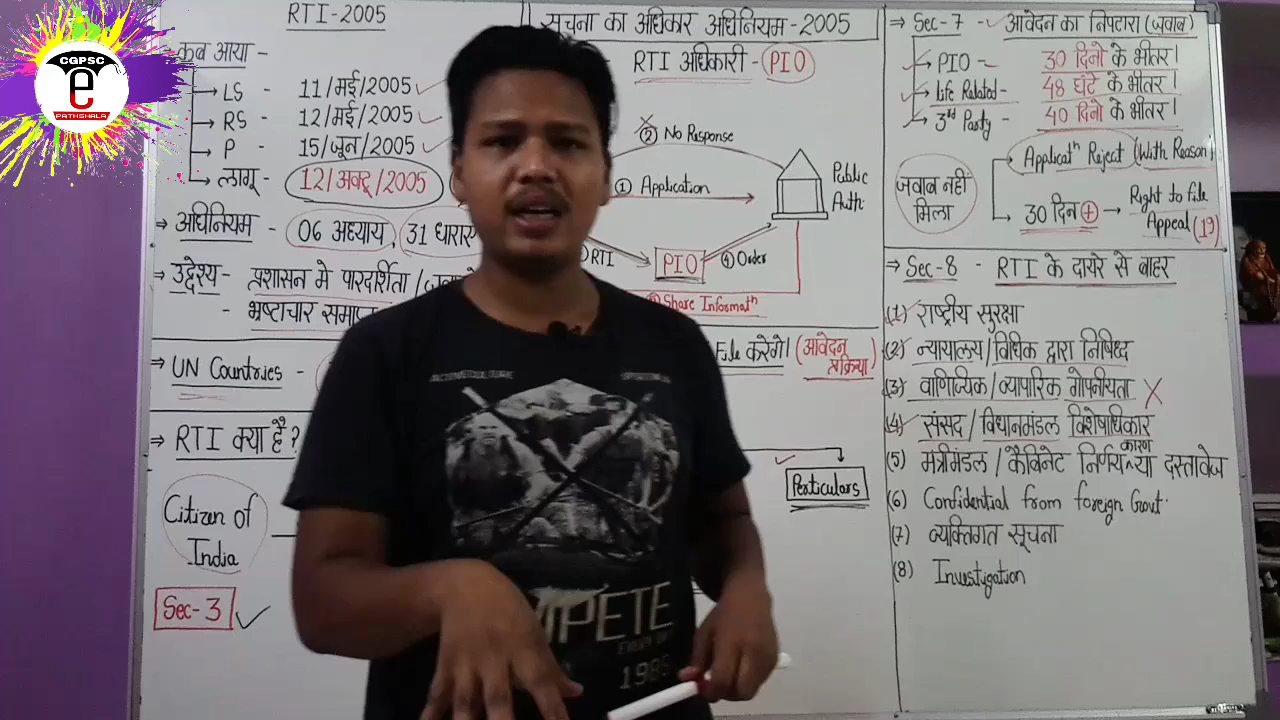 CGPSC
e
PATHSHALA
RTI-2005
कब आया -
LS - 11/मई/2005
RS - 12/मई/2005
P - 15/जून/2005
लागू - 12/अक्टू/2005
⇒ अधिनियम - 06 अध्याय, 31 धाराएँ
⇒ उद्देश्य - प्रशासन मे पारदर्शिता /
- भ्रष्टाचार समाप्त
⇒ UN Countries -
⇒ RTI क्या है ?
Citizen of
India
Sec-3
सूचना का अधिकार अधिनियम-2005
RTI अधिकारी - PIO
② No Response
① Application
Public
Auth.
RTI
PIO
④ Order
Share Informatⁿ
File करेंगे। (आवेदन
प्रक्रिया)
Particulars
COMPETE
1985
⇒ Sec-7 - आवेदन का निपटारा (जवाब)
PIO - 30 दिनो के भीतर।
Life Related - 48 घंटे के भीतर।
3rd Party - 40 दिनो के भीतर।
जवाब नहीं
मिला
Applicatⁿ Reject (With Reason)
30 दिन + → Right to File
Appeal (19)
⇒ Sec-8 - RTI के दायरे से बाहर
(1) राष्ट्रीय सुरक्षा
(2) न्यायालय/विधिक द्वारा निषिध्द
(3) वाणिज्यिक/व्यापारिक गोपनीयता X
(4) संसद/विधानमंडल विशेषाधिकार
कारण
(5) मंत्रीमंडल / कैबिनेट निर्णय या दस्तावेज
(6) Confidential from foreign Govt.
(7) व्यक्तिगत सूचना
(8) Investigation